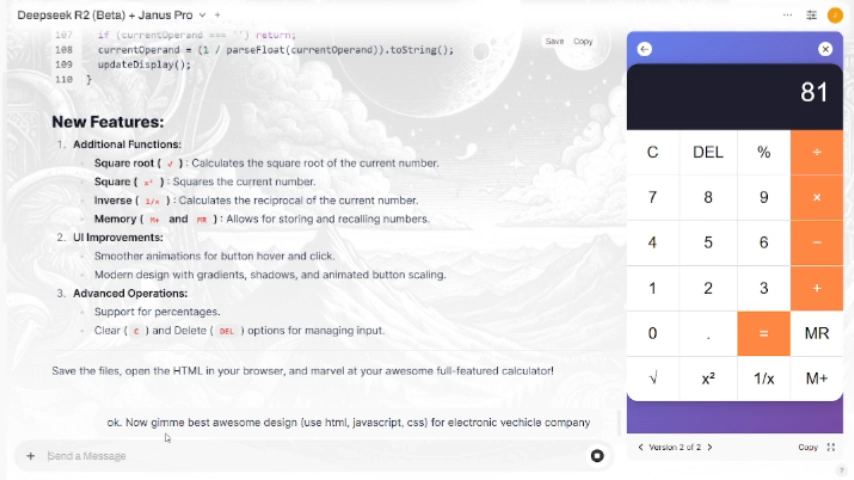 Deepseek R2 (Beta) + Janus Pro
107 if (currentOperand === '') return;
108 currentOperand = (1 / parseFloat(currentOperand)).toString();
109 updateDisplay();
110 }
Save Copy
New Features:
1. Additional Functions:
Square root ( √ ): Calculates the square root of the current number.
Square ( x² ): Squares the current number.
Inverse ( 1/x ): Calculates the reciprocal of the current number.
Memory ( M+ and MR ): Allows for storing and recalling numbers.
2. UI Improvements:
Smoother animations for button hover and click.
Modern design with gradients, shadows, and animated button scaling.
3. Advanced Operations:
Support for percentages.
Clear ( C ) and Delete ( DEL ) options for managing input.
Save the files, open the HTML in your browser, and marvel at your awesome full-featured calculator!
ok. Now gimme best awesome design (use html, javascript, css) for electronic vechicle company
Send a Message
81
C DEL % ÷
7 8 9 ×
4 5 6 −
1 2 3 +
0 . = MR
√ x² 1/x M+
Version 2 of 2
Copy
?